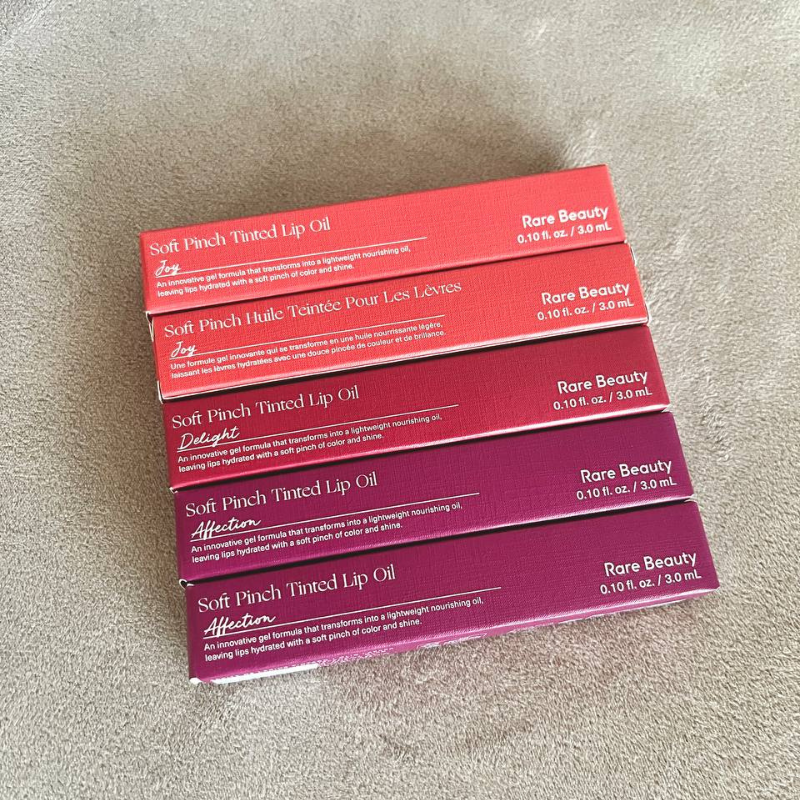 Soft Pinch Tinted Lip Oil
Joy
An innovative gel formula that transforms into a lightweight nourishing oil,
leaving lips hydrated with a soft pinch of color and shine.
Rare Beauty
0.10 fl. oz. / 3.0 mL
Soft Pinch Huile Teintée Pour Les Lèvres
Joy
Une formule gel innovante qui se transforme en une huile nourrissante légère,
laissant les lèvres hydratées avec une douce pincée de couleur et de brillance.
Rare Beauty
0.10 fl. oz. / 3.0 mL
Soft Pinch Tinted Lip Oil
Delight
An innovative gel formula that transforms into a lightweight nourishing oil,
leaving lips hydrated with a soft pinch of color and shine.
Rare Beauty
0.10 fl. oz. / 3.0 mL
Soft Pinch Tinted Lip Oil
Affection
An innovative gel formula that transforms into a lightweight nourishing oil,
leaving lips hydrated with a soft pinch of color and shine.
Rare Beauty
0.10 fl. oz. / 3.0 mL
Soft Pinch Tinted Lip Oil
Affection
An innovative gel formula that transforms into a lightweight nourishing oil,
leaving lips hydrated with a soft pinch of color and shine.
Rare Beauty
0.10 fl. oz. / 3.0 mL